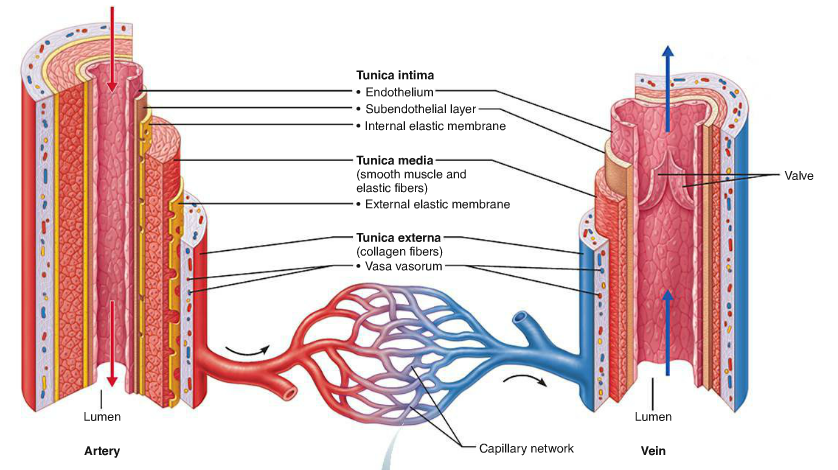 Tunica intima
• Endothelium
• Subendothelial layer
• Internal elastic membrane
Tunica media
(smooth muscle and
elastic fibers)
• External elastic membrane
Tunica externa
(collagen fibers)
• Vasa vasorum
Valve
Lumen
Artery
Capillary network
Lumen
Vein